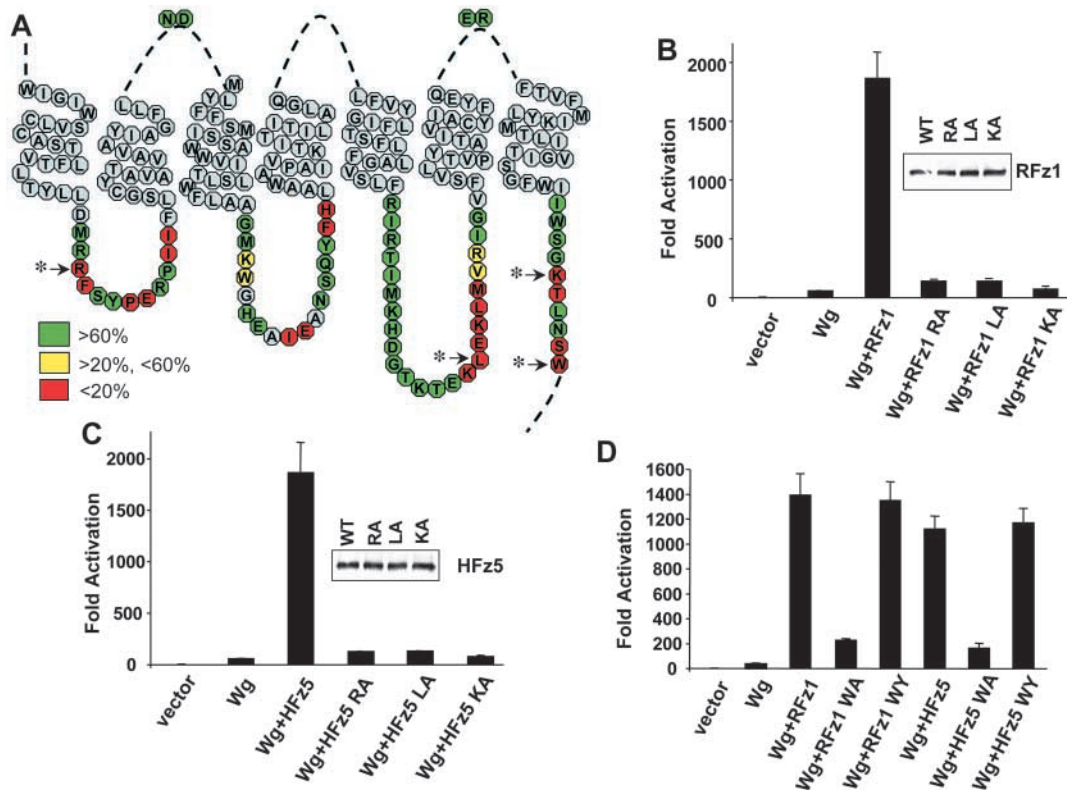 A
N D
E R
W I G I W
C L V S
C A S T
V T F L
L T Y L L
D M R R R F S Y P E R P I I F
L L F G
Y I A G
A V A V
V A T A
Y C G S L F
G M K W G H E A I E A N S Q Y F H
Q G L A
L F V Y
G I F L
T S F L
F G A L
V S L F
R I R T I M K H D G T K T E K L E K L M V R I G V
Q E Y F
I A C Y
V I T A
Y T V P
F T V F M
L Y K I
M T L I
V G I T
S G F W I
I W S G K T L N S W
* * * *
>60%
>20%, <60%
<20%
B
Fold Activation
2000
1500
1000
500
0
WT RA LA KA
RFz1
vector
Wg
Wg+RFz1
Wg+RFz1 RA
Wg+RFz1 LA
Wg+RFz1 KA
C
Fold Activation
2000
1500
1000
500
0
WT RA LA KA
HFz5
vector
Wg
Wg+HFz5
Wg+HFz5 RA
Wg+HFz5 LA
Wg+HFz5 KA
D
Fold Activation
1600
1400
1200
1000
800
600
400
200
0
vector
Wg
Wg+RFz1
Wg+RFz1 WA
Wg+RFz1 WY
Wg+HFz5
Wg+HFz5 WA
Wg+HFz5 WY